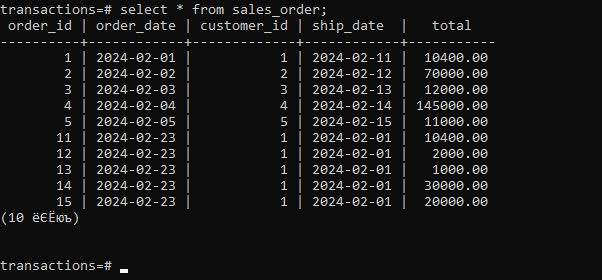 transactions=# select * from sales_order;
 order_id | order_date | customer_id | ship_date  |   total
----------+------------+-------------+------------+-----------
        1 | 2024-02-01 |           1 | 2024-02-11 |  10400.00
        2 | 2024-02-02 |           2 | 2024-02-12 |  70000.00
        3 | 2024-02-03 |           3 | 2024-02-13 |  12000.00
        4 | 2024-02-04 |           4 | 2024-02-14 | 145000.00
        5 | 2024-02-05 |           5 | 2024-02-15 |  11000.00
       11 | 2024-02-23 |           1 | 2024-02-01 |  10400.00
       12 | 2024-02-23 |           1 | 2024-02-01 |   2000.00
       13 | 2024-02-23 |           1 | 2024-02-01 |   1000.00
       14 | 2024-02-23 |           1 | 2024-02-01 |  30000.00
       15 | 2024-02-23 |           1 | 2024-02-01 |  20000.00
(10 ёЄЁюъ)
transactions=#